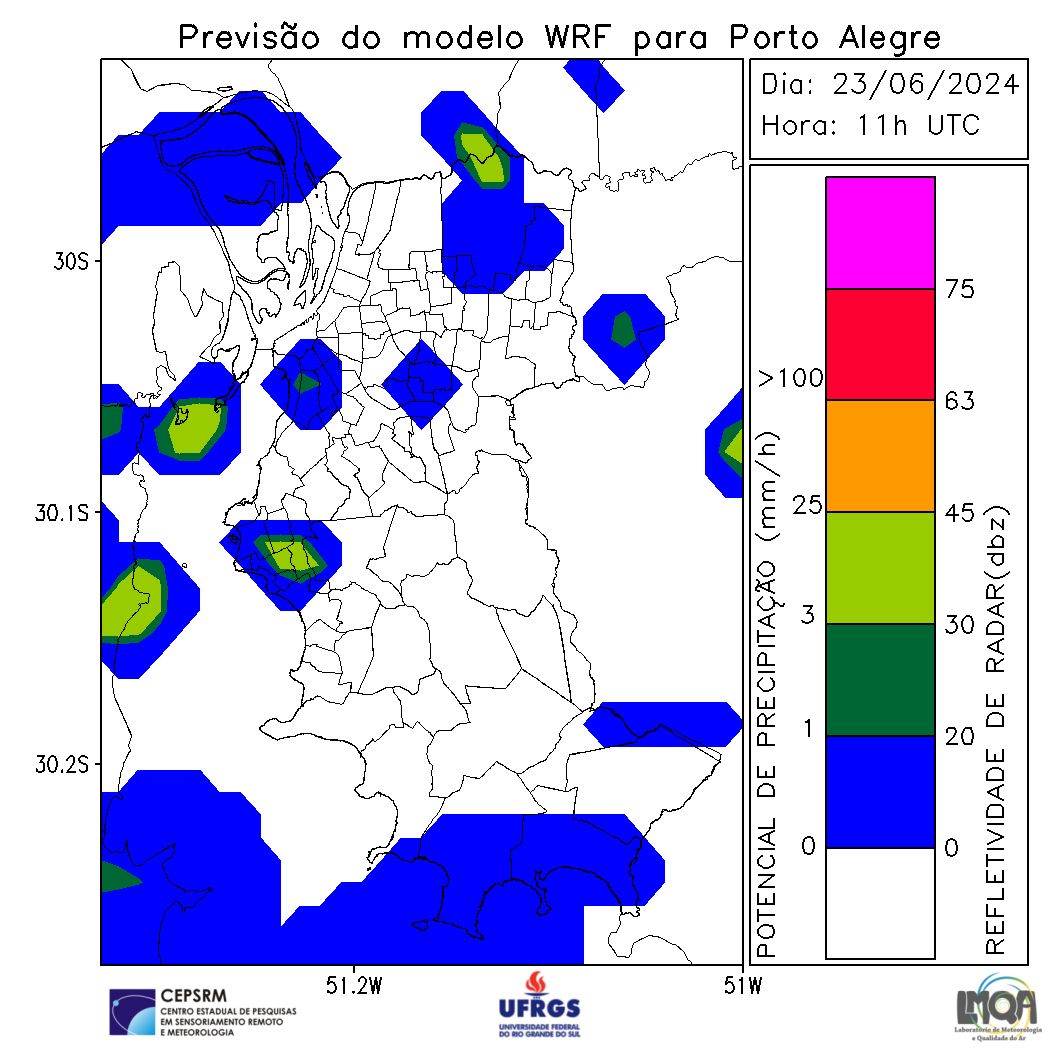 Previsão do modelo WRF para Porto Alegre
Dia: 23/06/2024
Hora: 11h UTC
30S
30.1S
30.2S
51.2W
51W
POTENCIAL DE PRECIPITAÇÃO (mm/h)
>100
25
3
1
0
75
63
45
30
20
0
REFLETIVIDADE DE RADAR(dbz)
CEPSRM
CENTRO ESTADUAL DE PESQUISAS
EM SENSORIAMENTO REMOTO
E METEOROLOGIA
UFRGS
UNIVERSIDADE FEDERAL
DO RIO GRANDE DO SUL
LMQA
Laboratório de Meteorologia
e Qualidade do Ar